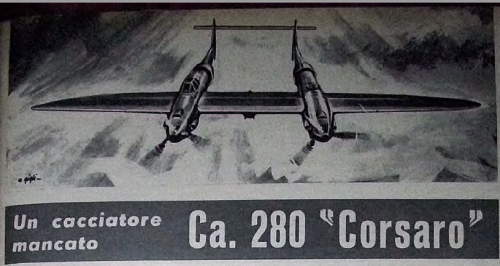 Un cacciatore
mancato
Ca. 280 "Corsaro"